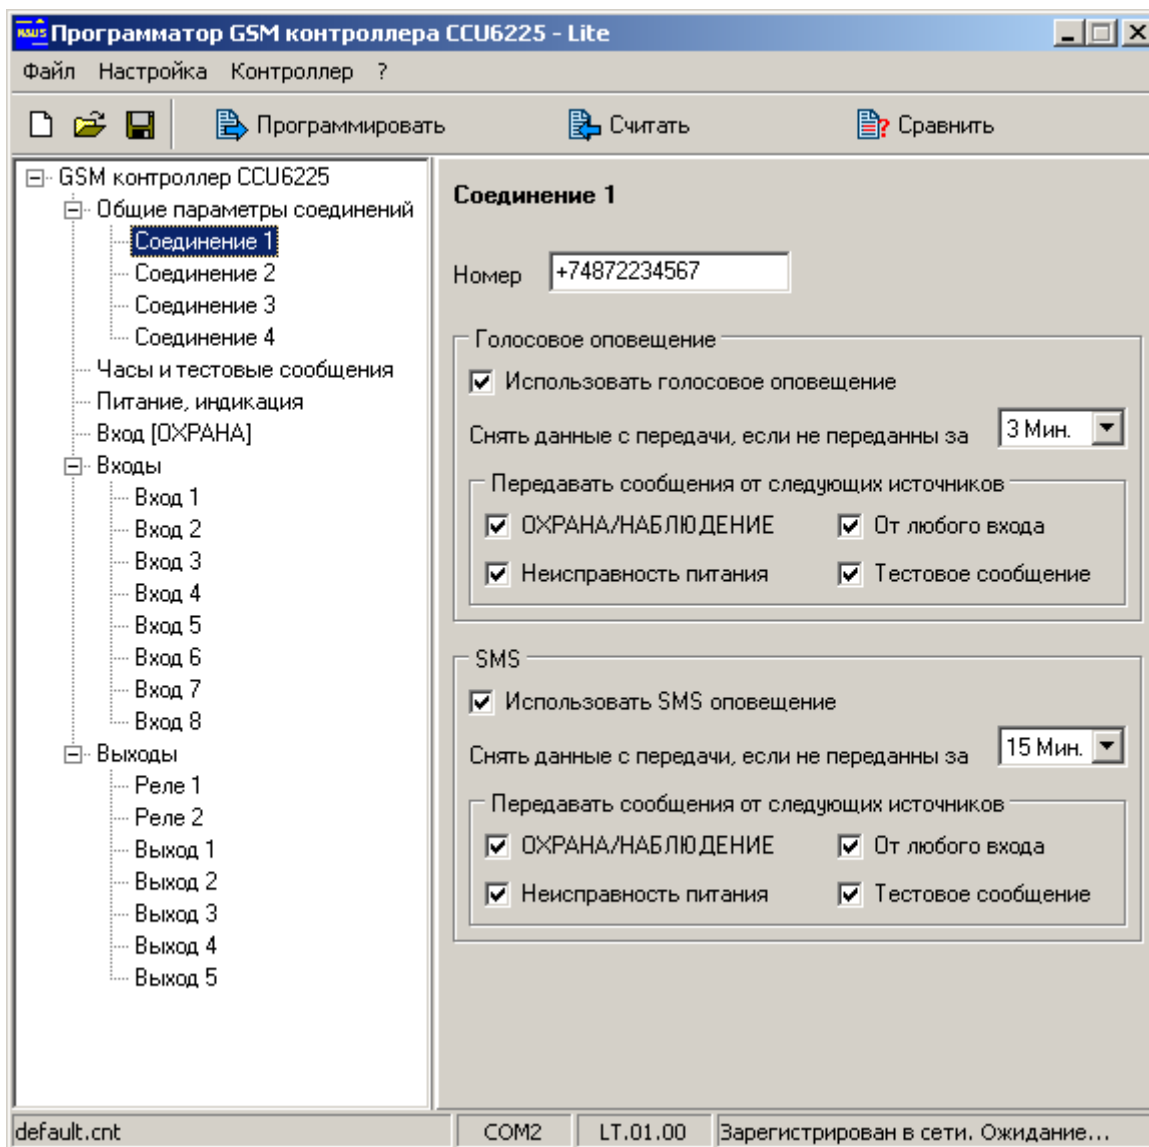 Программатор GSM контроллера CCU6225 - Lite
Файл Настройка Контроллер ?
Программировать Считать Сравнить
GSM контроллер CCU6225
Общие параметры соединений
Соединение 1
Соединение 2
Соединение 3
Соединение 4
Часы и тестовые сообщения
Питание, индикация
Вход [ОХРАНА]
Входы
Вход 1
Вход 2
Вход 3
Вход 4
Вход 5
Вход 6
Вход 7
Вход 8
Выходы
Реле 1
Реле 2
Выход 1
Выход 2
Выход 3
Выход 4
Выход 5
Соединение 1
Номер +74872234567
Голосовое оповещение
Использовать голосовое оповещение
Снять данные с передачи, если не переданны за 3 Мин.
Передавать сообщения от следующих источников
ОХРАНА/НАБЛЮДЕНИЕ От любого входа
Неисправность питания Тестовое сообщение
SMS
Использовать SMS оповещение
Снять данные с передачи, если не переданны за 15 Мин.
Передавать сообщения от следующих источников
ОХРАНА/НАБЛЮДЕНИЕ От любого входа
Неисправность питания Тестовое сообщение
default.cnt COM2 LT.01.00 Зарегистрирован в сети. Ожидание...